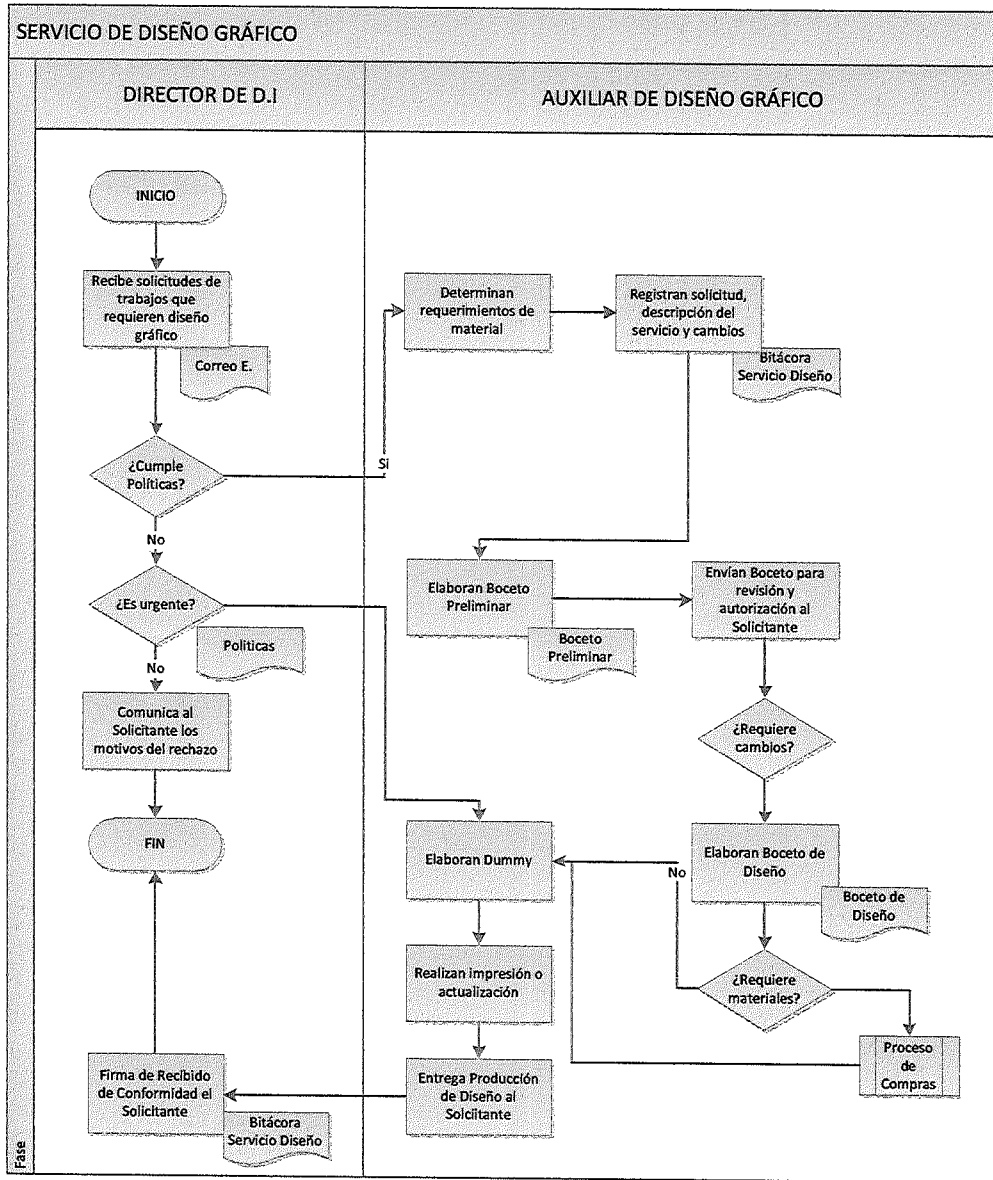 SERVICIO DE DISEÑO GRÁFICO
DIRECTOR DE D.I
AUXILIAR DE DISEÑO GRÁFICO
INICIO
Recibe solicitudes de
trabajos que
requieren diseño
gráfico
Correo E.
¿Cumple
Políticas?
Si
No
¿Es urgente?
Políticas
No
Comunica al
Solicitante los
motivos del rechazo
FIN
Firma de Recibido
de Conformidad el
Solicitante
Bitácora
Servicio Diseño
Determinan
requerimientos de
material
Registran solicitud,
descripción del
servicio y cambios
Bitácora
Servicio Diseño
Elaboran Boceto
Preliminar
Boceto
Preliminar
Envían Boceto para
revisión y
autorización al
Solicitante
¿Requiere
cambios?
Elaboran Boceto de
Diseño
Boceto de
Diseño
No
¿Requiere
materiales?
Proceso
de
Compras
Elaboran Dummy
Realizan impresión o
actualización
Entrega Producción
de Diseño al
Solciitante
Fase